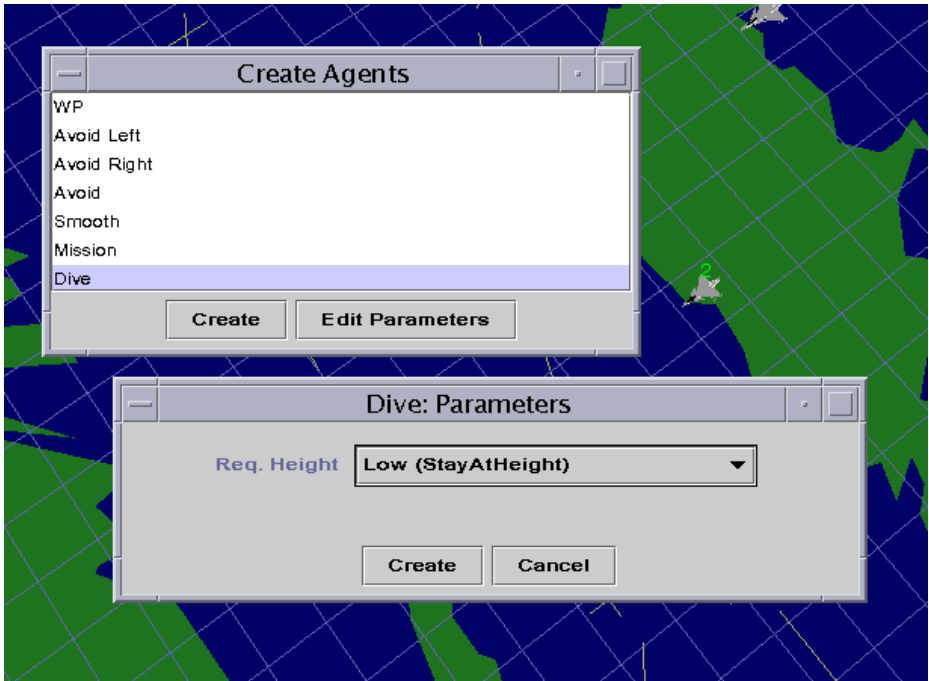 Create Agents
WP
Avoid Left
Avoid Right
Avoid
Smooth
Mission
Dive
Create Edit Parameters
2
Dive: Parameters
Req. Height Low (StayAtHeight)
Create Cancel